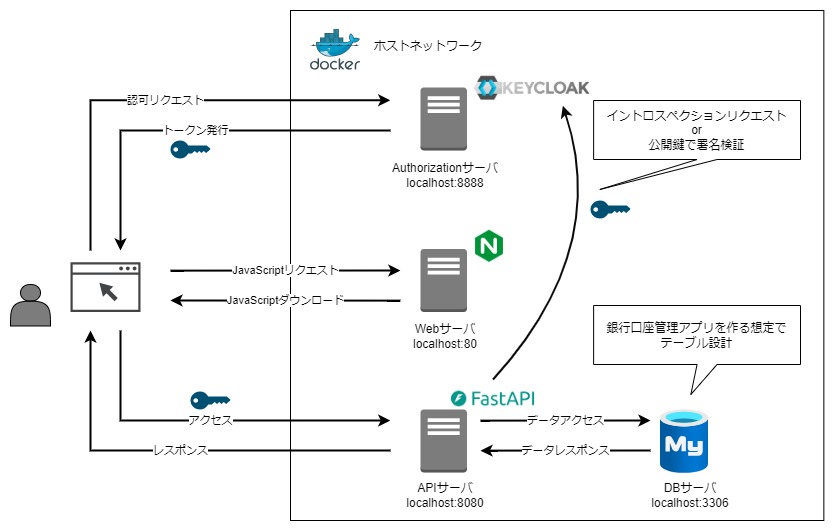 docker
ホストネットワーク
KEYCLOAK
認可リクエスト
トークン発行
Authorizationサーバ
localhost:8888
イントロスペクションリクエスト
or
公開鍵で署名検証
JavaScriptリクエスト
JavaScriptダウンロード
N
Webサーバ
localhost:80
銀行口座管理アプリを作る想定で
テーブル設計
FastAPI
アクセス
レスポンス
データアクセス
データレスポンス
My
APIサーバ
localhost:8080
DBサーバ
localhost:3306